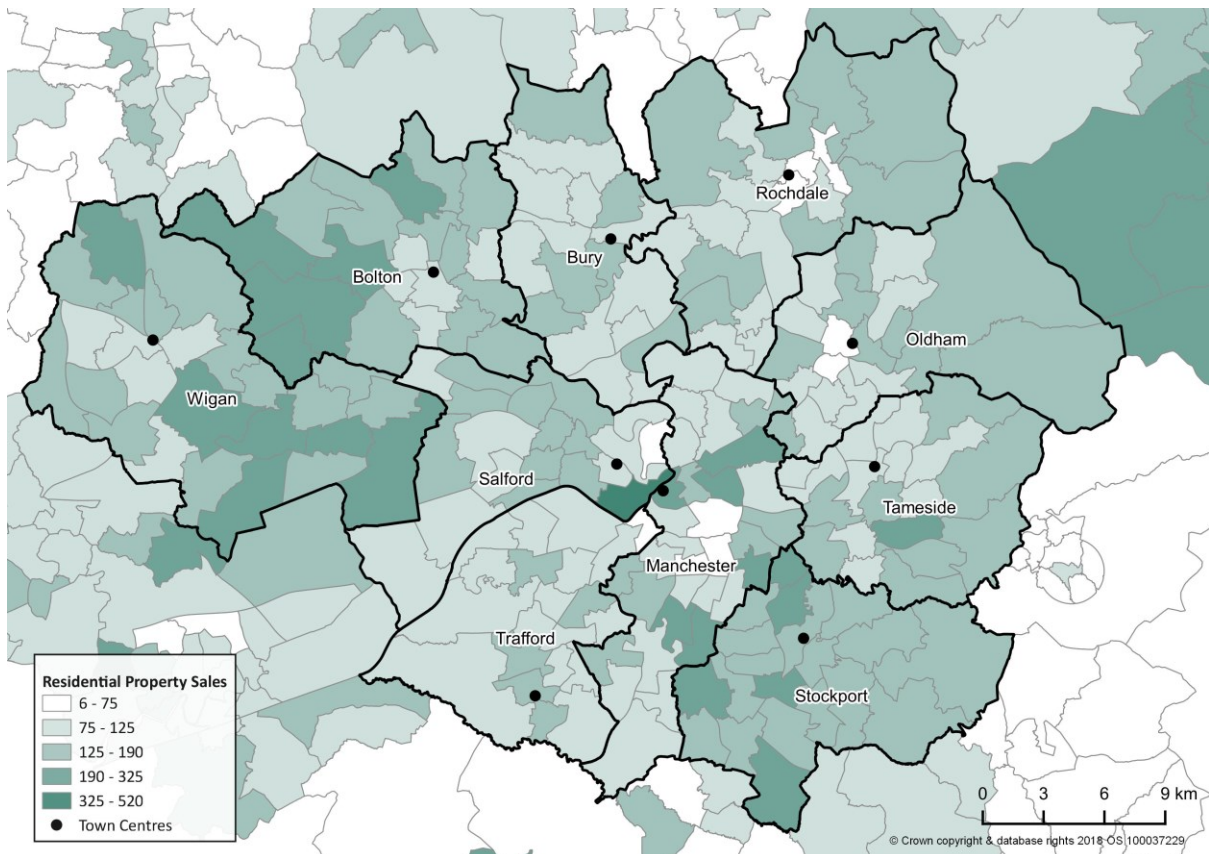 Rochdale
Bury
Bolton
Oldham
Wigan
Salford
Tameside
Manchester
Trafford
Stockport
Residential Property Sales
6 - 75
75 - 125
125 - 190
190 - 325
325 - 520
Town Centres
0 3 6 9 km
© Crown copyright & database rights 2018 OS 100037229